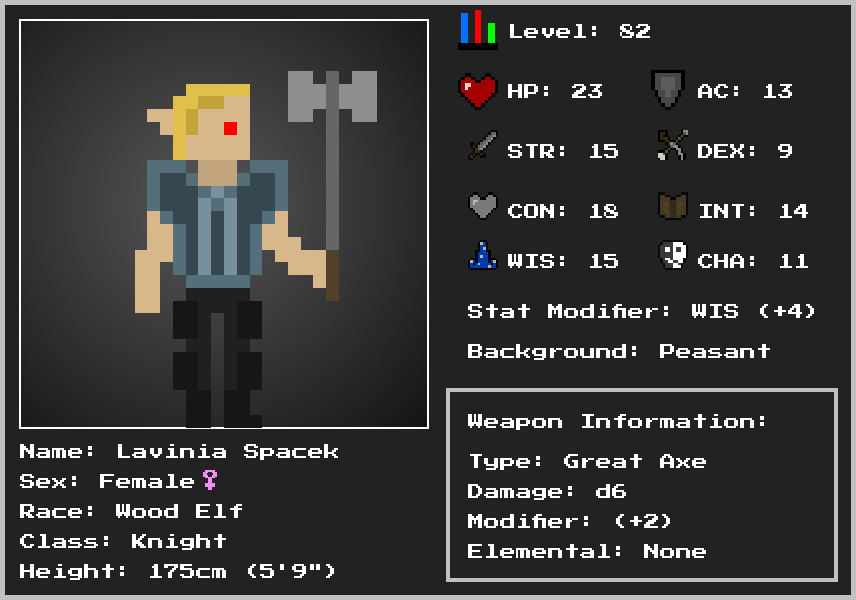 Level: 82
HP: 23 AC: 13
STR: 15 DEX: 9
CON: 18 INT: 14
WIS: 15 CHA: 11
Stat Modifier: WIS (+4)
Background: Peasant
Weapon Information:
Type: Great Axe
Damage: d6
Modifier: (+2)
Elemental: None
Name: Lavinia Spacek
Sex: Female♀
Race: Wood Elf
Class: Knight
Height: 175cm (5'9")